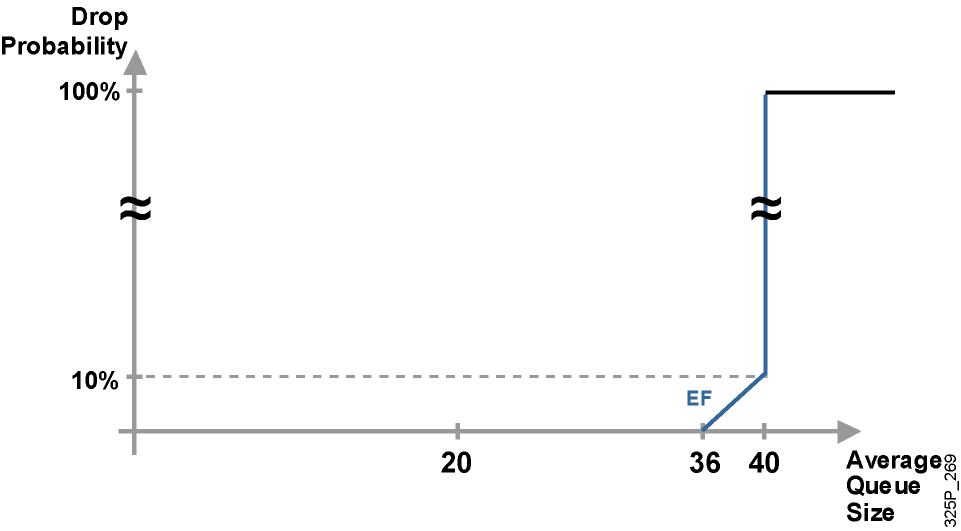 Drop
Probability
100%
10%
EF
20
36
40
Average
Queue
Size
325P_269